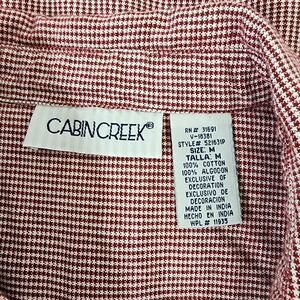 CABIN CREEK®
RN# 31691
V-18381
STYLE# 521631P
SIZE: M
TALLA: M
100% COTTON
100% ALGODON
EXCLUSIVE OF
DECORATION
EXCLUSIVO DE
DECORACION
MADE IN INDIA
HECHO EN INDIA
WPL# 11935